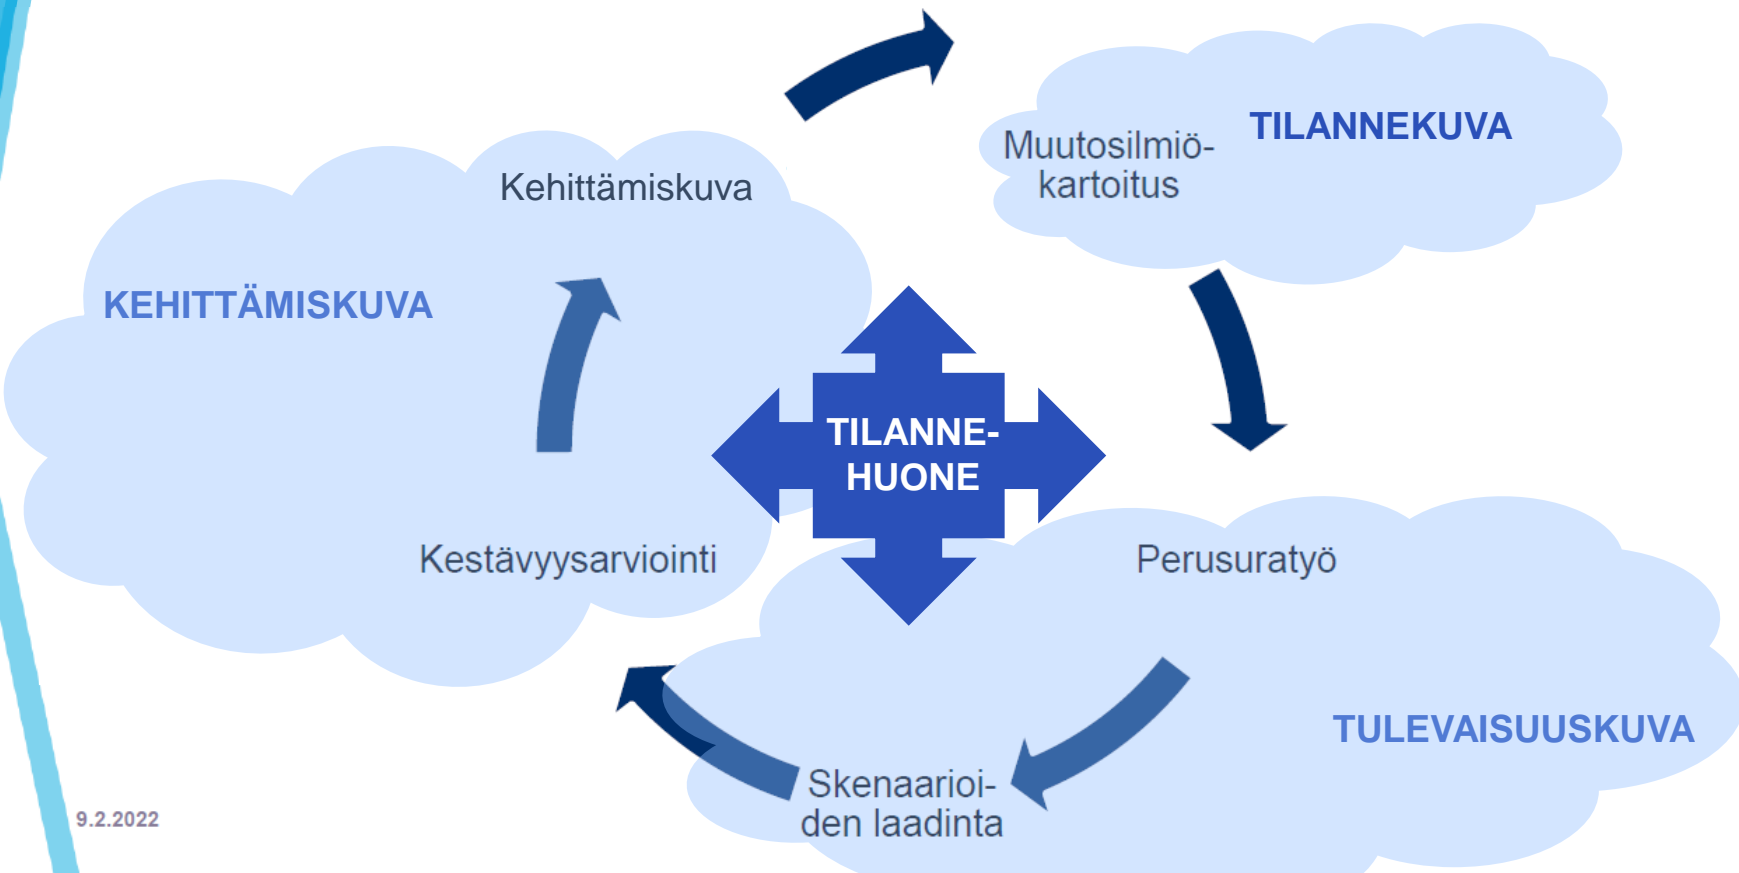 TILANNEKUVA
Muutosilmiö-
kartoitus
Kehittämiskuva
KEHITTÄMISKUVA
TILANNE-
HUONE
Kestävyysarviointi
Perusuratyö
TULEVAISUUSKUVA
Skenaarioi-
den laadinta
9.2.2022